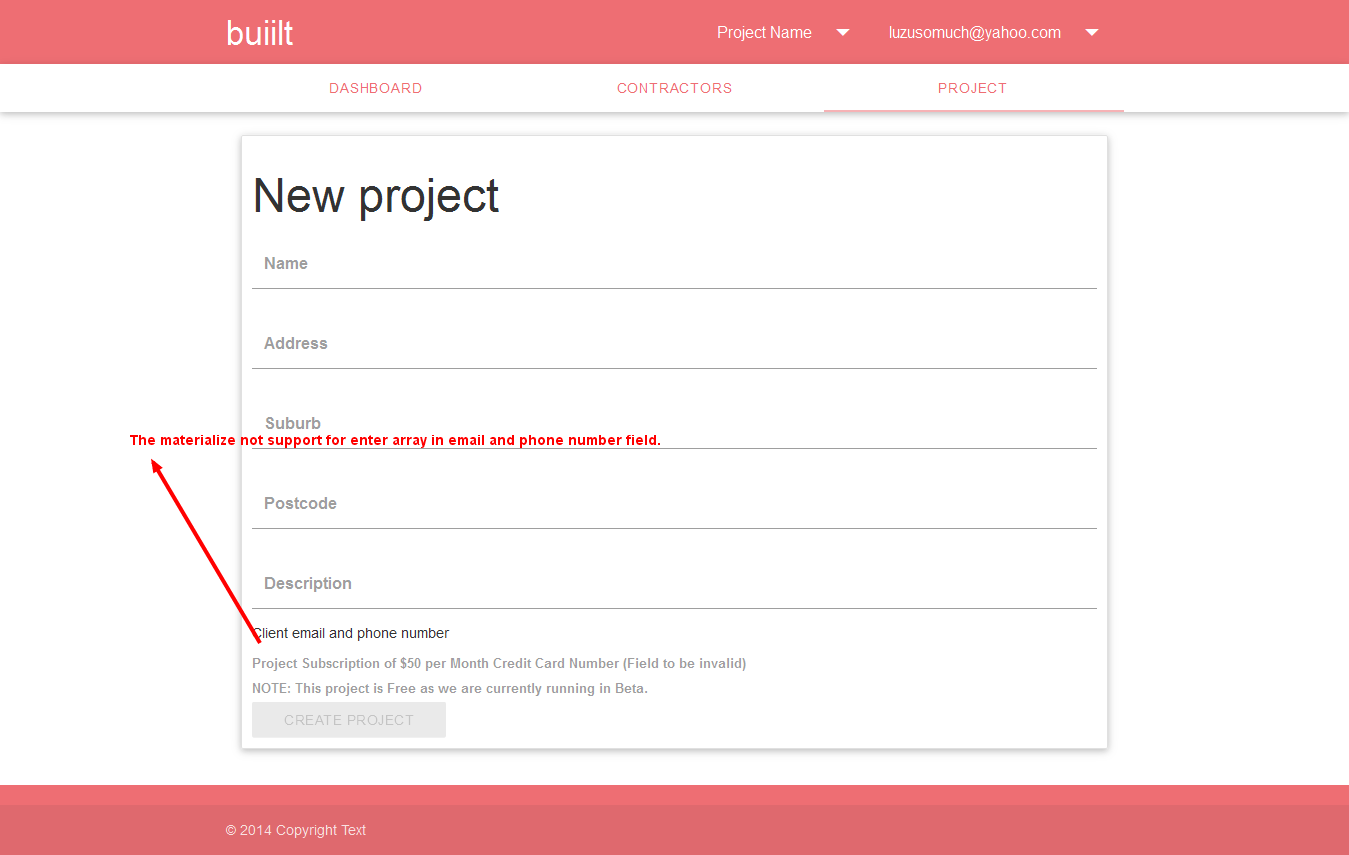 buiilt
Project Name
luzusomuch@yahoo.com
DASHBOARD
CONTRACTORS
PROJECT
New project
Name
Address
Suburb
The materialize not support for enter array in email and phone number field.
Postcode
Description
Client email and phone number
Project Subscription of $50 per Month Credit Card Number (Field to be invalid)
NOTE: This project is Free as we are currently running in Beta.
CREATE PROJECT
© 2014 Copyright Text